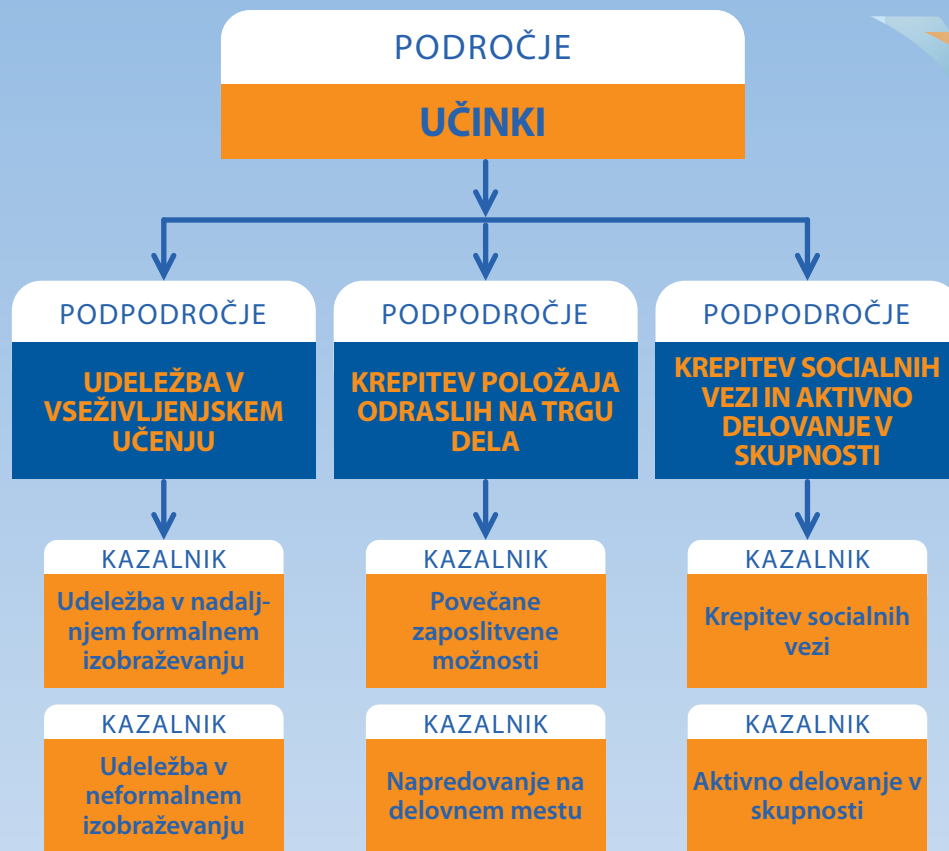 PODROČJE
UČINKI
PODPODROČJE
UDELEŽBA V
VSEŽIVLJENJSKEM
UČENJU
PODPODROČJE
KREPITEV POLOŽAJA
ODRASLIH NA TRGU
DELA
PODPODROČJE
KREPITEV SOCIALNIH
VEZI IN AKTIVNO
DELOVANJE V
SKUPNOSTI
KAZALNIK
Udeležba v nadalj-
njem formalnem
izobraževanju
KAZALNIK
Povečane
zaposlitvene
možnosti
KAZALNIK
Krepitev socialnih
vezi
KAZALNIK
Udeležba v
neformalnem
izobraževanju
KAZALNIK
Napredovanje na
delovnem mestu
KAZALNIK
Aktivno delovanje v
skupnosti